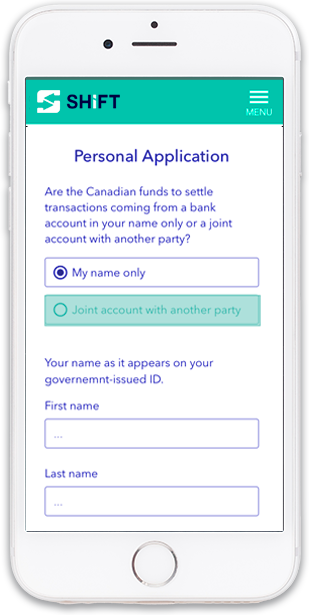 SHiFT
MENU
Personal Application
Are the Canadian funds to settle
transactions coming from a bank
account in your name only or a joint
account with another party?
My name only
Joint account with another party
Your name as it appears on your
governemnt-issued ID.
First name
...
Last name
...